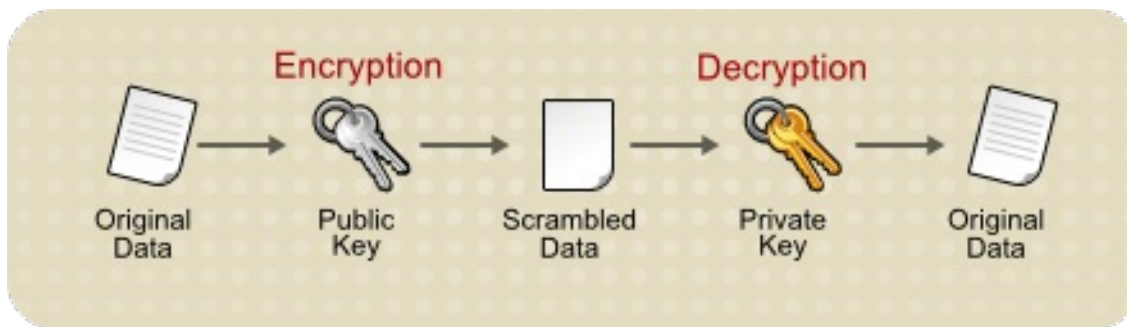 Encryption
Decryption
Original
Data
Public
Key
Scrambled
Data
Private
Key
Original
Data